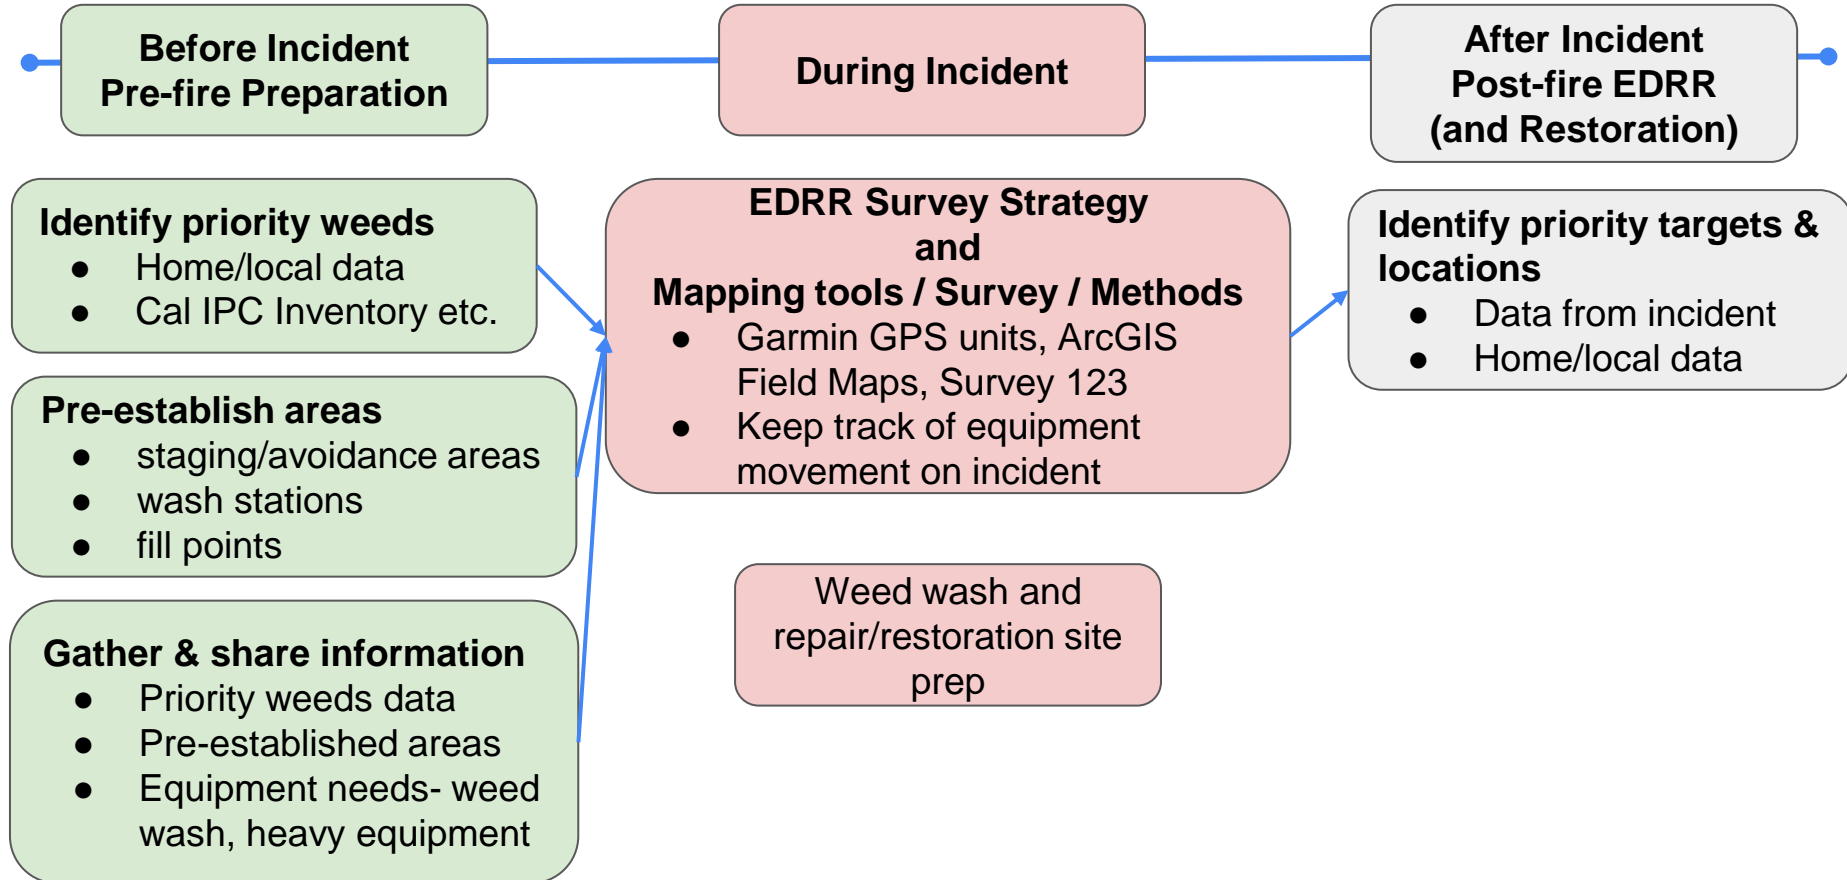 Before Incident
Pre-fire Preparation
During Incident
After Incident
Post-fire EDRR
(and Restoration)
Identify priority weeds
● Home/local data
● Cal IPC Inventory etc.
Pre-establish areas
● staging/avoidance areas
● wash stations
● fill points
Gather & share information
● Priority weeds data
● Pre-established areas
● Equipment needs- weed
wash, heavy equipment
EDRR Survey Strategy
and
Mapping tools / Survey / Methods
● Garmin GPS units, ArcGIS
Field Maps, Survey 123
● Keep track of equipment
movement on incident
Weed wash and
repair/restoration site
prep
Identify priority targets &
locations
● Data from incident
● Home/local data